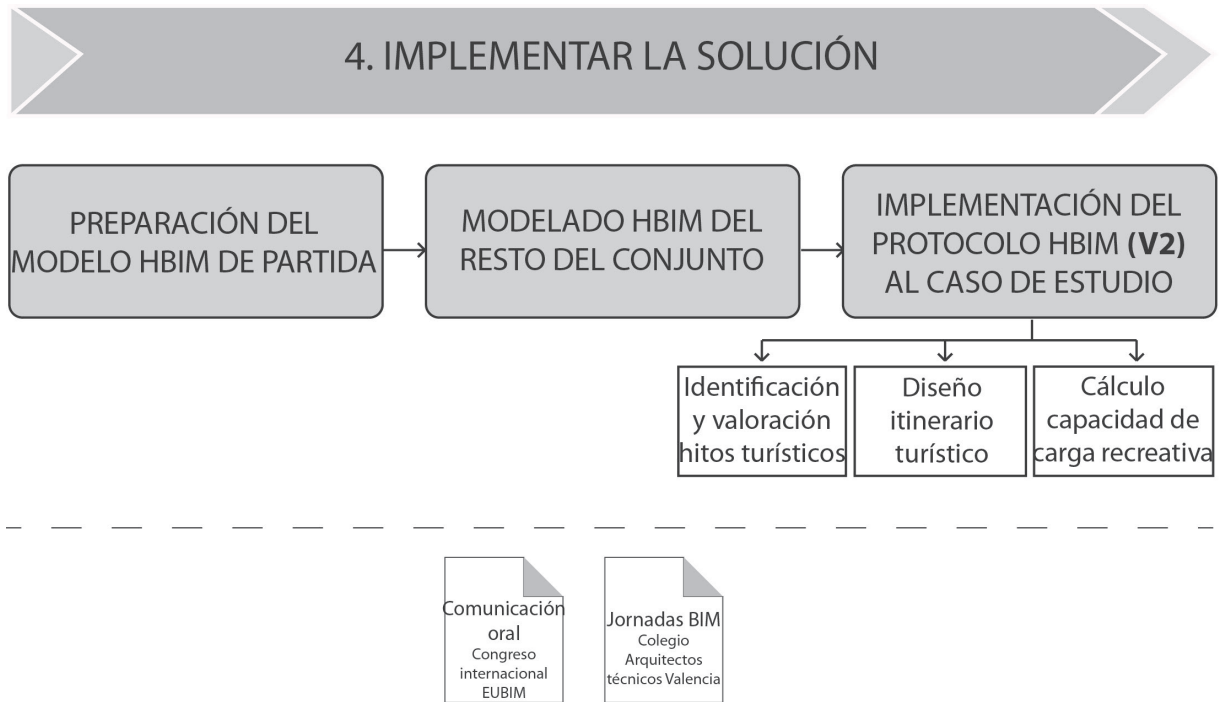 4. IMPLEMENTAR LA SOLUCIÓN
PREPARACIÓN DEL
MODELO HBIM DE PARTIDA
MODELADO HBIM DEL
RESTO DEL CONJUNTO
IMPLEMENTACIÓN DEL
PROTOCOLO HBIM (V2)
AL CASO DE ESTUDIO
Identificación
y valoración
hitos turísticos
Diseño
itinerario
turístico
Cálculo
capacidad de
carga recreativa
Comunicación
oral
Congreso
internacional
EUBIM
Jornadas BIM
Colegio
Arquitectos
técnicos Valencia